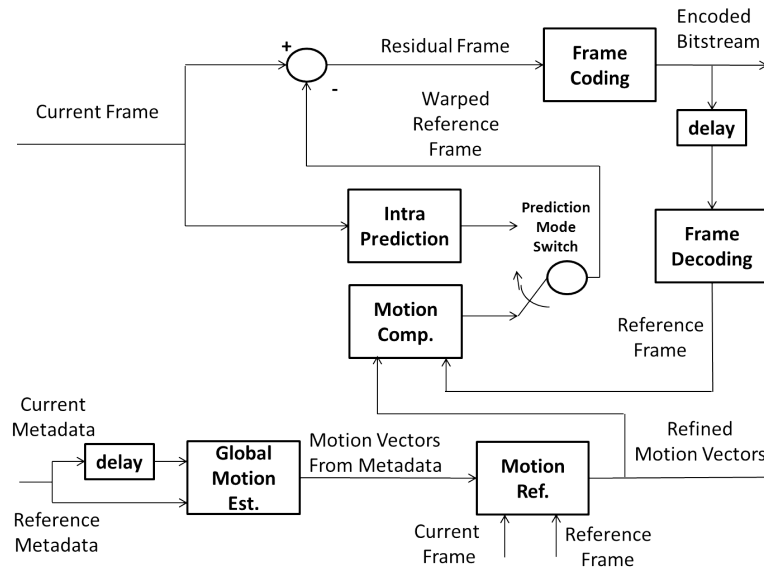 Encoded
Bitstream
+
Residual Frame
Frame
Coding
-
Warped
Reference
Frame
Current Frame
delay
Intra
Prediction
Prediction
Mode
Switch
Frame
Decoding
Motion
Comp.
Reference
Frame
Current
Metadata
delay
Global
Motion
Est.
Motion Vectors
From Metadata
Motion
Ref.
Refined
Motion Vectors
Reference
Metadata
Current
Frame
Reference
Frame